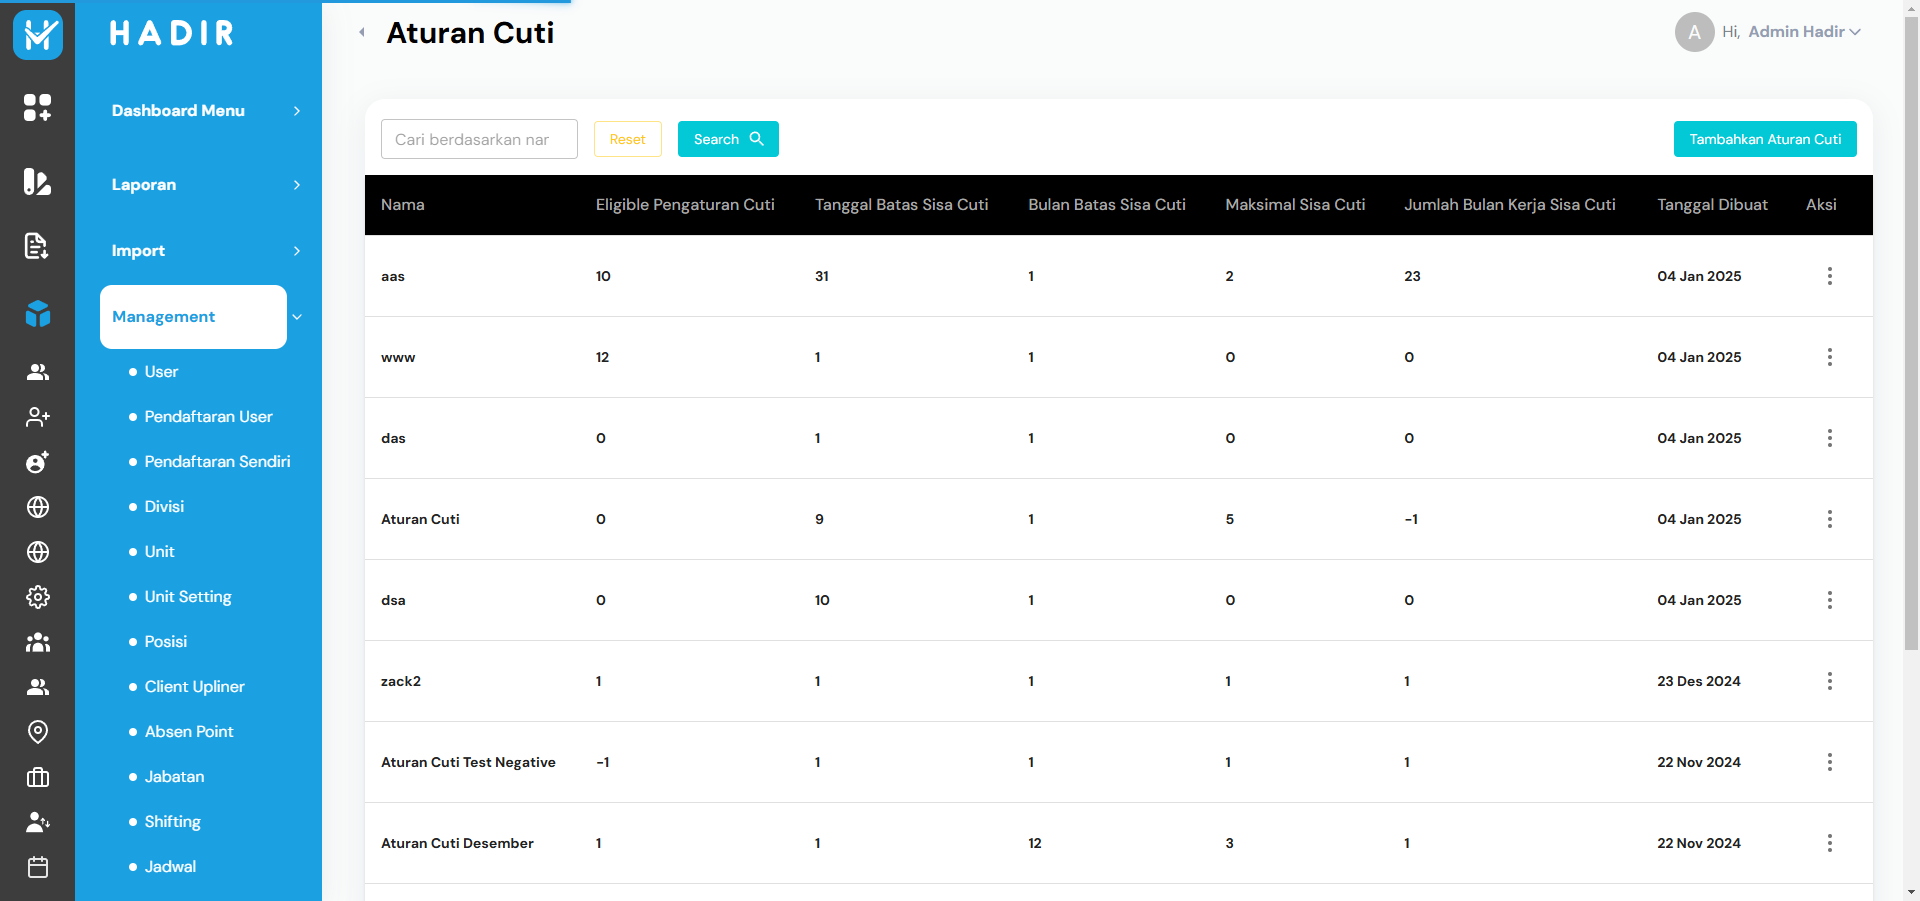 HADIR
Aturan Cuti
A Hi, Admin Hadir
Dashboard Menu
Laporan
Import
Management
User
Pendaftaran User
Pendaftaran Sendiri
Divisi
Unit
Unit Setting
Posisi
Client Upliner
Absen Point
Jabatan
Shifting
Jadwal
Cari berdasarkan nar Reset Search Tambahkan Aturan Cuti
Nama Eligible Pengaturan Cuti Tanggal Batas Sisa Cuti Bulan Batas Sisa Cuti Maksimal Sisa Cuti Jumlah Bulan Kerja Sisa Cuti Tanggal Dibuat Aksi
aas 10 31 1 2 23 04 Jan 2025
www 12 1 1 0 0 04 Jan 2025
das 0 1 1 0 0 04 Jan 2025
Aturan Cuti 0 9 1 5 -1 04 Jan 2025
dsa 0 10 1 0 0 04 Jan 2025
zack2 1 1 1 1 1 23 Des 2024
Aturan Cuti Test Negative -1 1 1 1 1 22 Nov 2024
Aturan Cuti Desember 1 1 12 3 1 22 Nov 2024